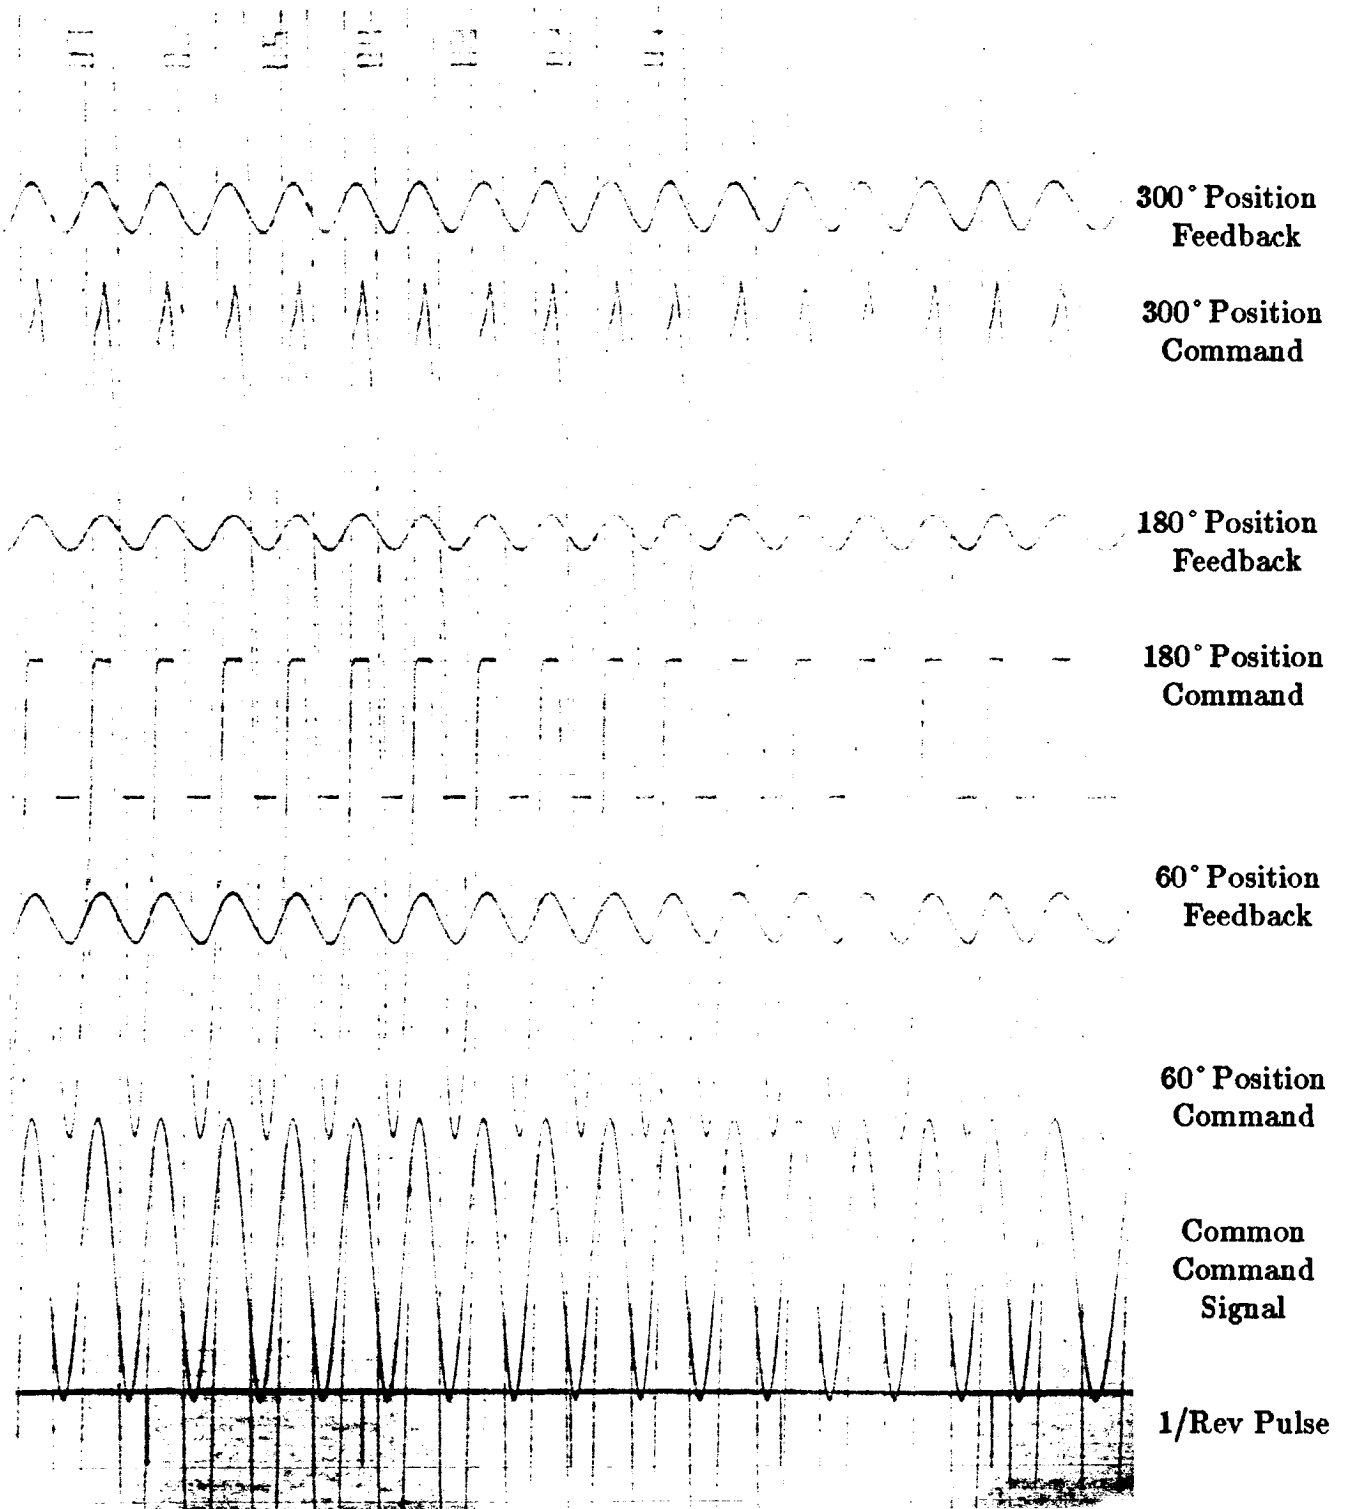 300° Position
Feedback
300° Position
Command
180° Position
Feedback
180° Position
Command
60° Position
Feedback
60° Position
Command
Common
Command
Signal
1/Rev Pulse